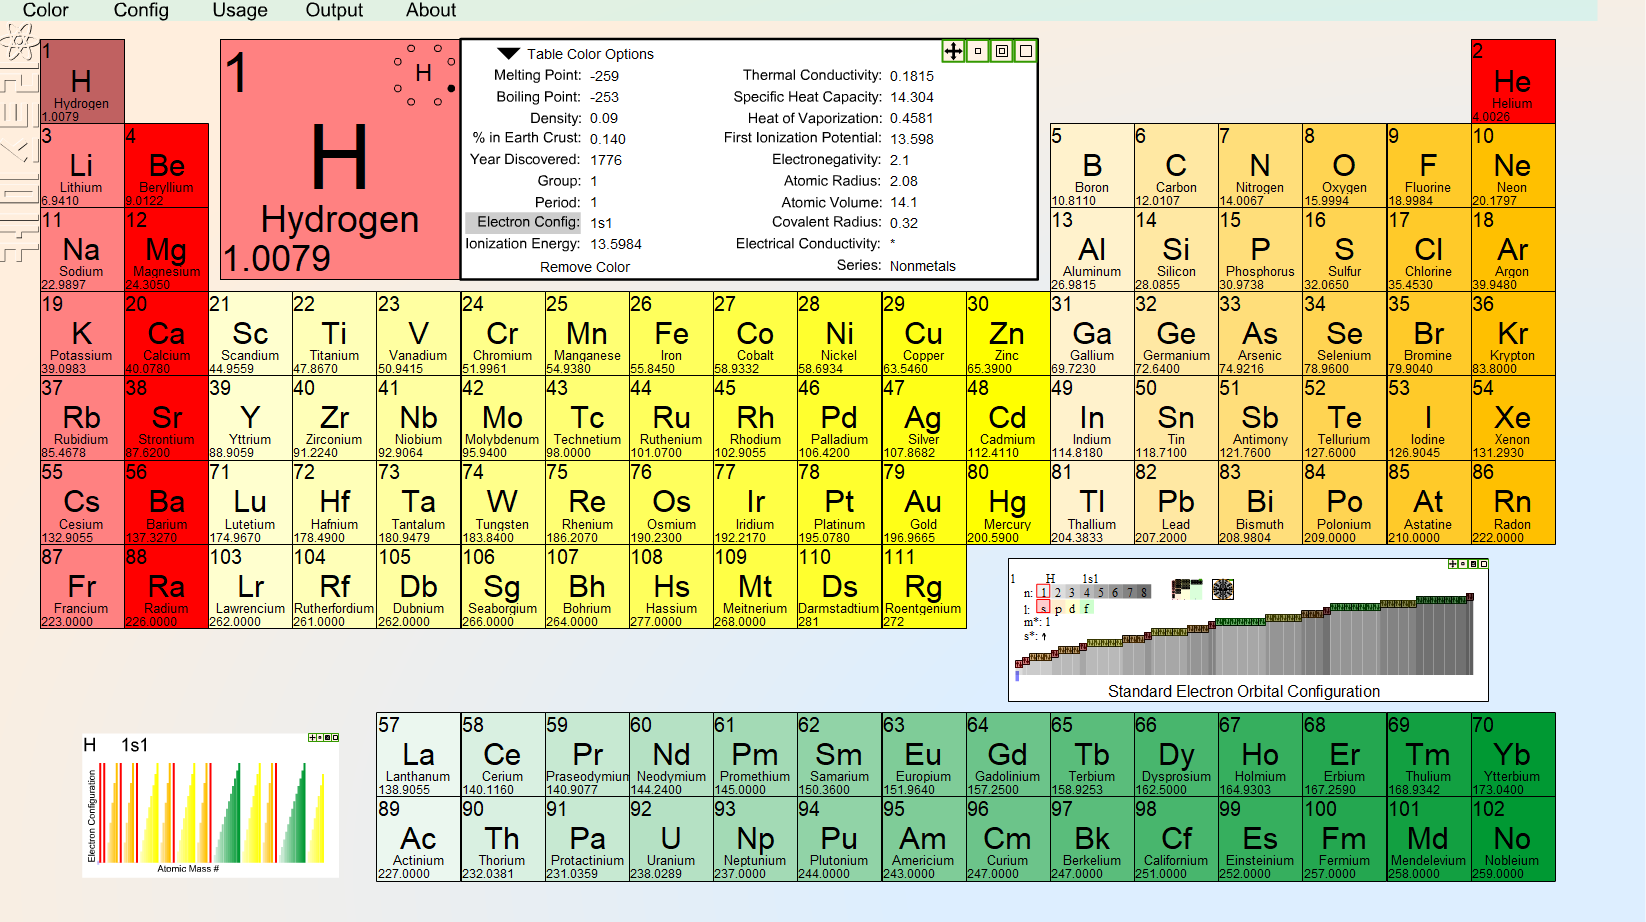 Color Config Usage Output About
1 H Hydrogen 1.0079
1 H Hydrogen 1.0079
H
Table Color Options
Melting Point: -259 Thermal Conductivity: 0.1815
Boiling Point: -253 Specific Heat Capacity: 14.304
Density: 0.09 Heat of Vaporization: 0.4581
% in Earth Crust: 0.140 First Ionization Potential: 13.598
Year Discovered: 1776 Electronegativity: 2.1
Group: 1 Atomic Radius: 2.08
Period: 1 Atomic Volume: 14.1
Electron Config: 1s1 Covalent Radius: 0.32
Ionization Energy: 13.5984 Electrical Conductivity: *
Remove Color Series: Nonmetals
2 He Helium 4.0026
3 4 5 6 7 8 9 10
Li Be B C N O F Ne
Lithium Beryllium Boron Carbon Nitrogen Oxygen Fluorine Neon
6.9410 9.0122 10.8110 12.0107 14.0067 15.9994 18.9984 20.1797
11 12 13 14 15 16 17 18
Na Mg Al Si P S Cl Ar
Sodium Magnesium Aluminum Silicon Phosphorus Sulfur Chlorine Argon
22.9897 24.3050 26.9815 28.0855 30.9738 32.0650 35.4530 39.9480
19 20 21 22 23 24 25 26 27 28 29 30 31 32 33 34 35 36
K Ca Sc Ti V Cr Mn Fe Co Ni Cu Zn Ga Ge As Se Br Kr
Potassium Calcium Scandium Titanium Vanadium Chromium Manganese Iron Cobalt Nickel Copper Zinc Gallium Germanium Arsenic Selenium Bromine Krypton
39.0983 40.0780 44.9559 47.8670 50.9415 51.9961 54.9380 55.8450 58.9332 58.6934 63.5460 65.3900 69.7230 72.6400 74.9216 78.9600 79.9040 83.8000
37 38 39 40 41 42 43 44 45 46 47 48 49 50 51 52 53 54
Rb Sr Y Zr Nb Mo Tc Ru Rh Pd Ag Cd In Sn Sb Te I Xe
Rubidium Strontium Yttrium Zirconium Niobium Molybdenum Technetium Ruthenium Rhodium Palladium Silver Cadmium Indium Tin Antimony Tellurium Iodine Xenon
85.4678 87.6200 88.9059 91.2240 92.9064 95.9400 98.0000 101.0700 102.9055 106.4200 107.8682 112.4110 114.8180 118.7100 121.7600 127.6000 126.9045 131.2930
55 56 71 72 73 74 75 76 77 78 79 80 81 82 83 84 85 86
Cs Ba Lu Hf Ta W Re Os Ir Pt Au Hg Tl Pb Bi Po At Rn
Cesium Barium Lutetium Hafnium Tantalum Tungsten Rhenium Osmium Iridium Platinum Gold Mercury Thallium Lead Bismuth Polonium Astatine Radon
132.9055 137.3270 174.9670 178.4900 180.9479 183.8400 186.2070 190.2300 192.2170 195.0780 196.9665 200.5900 204.3833 207.2000 208.9804 209.0000 210.0000 222.0000
87 88 103 104 105 106 107 108 109 110 111
Fr Ra Lr Rf Db Sg Bh Hs Mt Ds Rg
Francium Radium Lawrencium Rutherfordium Dubnium Seaborgium Bohrium Hassium Meitnerium Darmstadtium Roentgenium
223.0000 226.0000 262.0000 261.0000 262.0000 266.0000 264.0000 277.0000 268.0000 281 272
1 H 1s1
n: 1 2 3 4 5 6 7 8
l: s p d f
m*: 1
s*: ↑
Standard Electron Orbital Configuration
H 1s1
Electron Configuration
Atomic Mass #
57 58 59 60 61 62 63 64 65 66 67 68 69 70
La Ce Pr Nd Pm Sm Eu Gd Tb Dy Ho Er Tm Yb
Lanthanum Cerium Praseodymium Neodymium Promethium Samarium Europium Gadolinium Terbium Dysprosium Holmium Erbium Thulium Ytterbium
138.9055 140.1160 140.9077 144.2400 145.0000 150.3600 151.9640 157.2500 158.9253 162.5000 164.9303 167.2590 168.9342 173.0400
89 90 91 92 93 94 95 96 97 98 99 100 101 102
Ac Th Pa U Np Pu Am Cm Bk Cf Es Fm Md No
Actinium Thorium Protactinium Uranium Neptunium Plutonium Americium Curium Berkelium Californium Einsteinium Fermium Mendelevium Nobleium
227.0000 232.0381 231.0359 238.0289 237.0000 244.0000 243.0000 247.0000 247.0000 251.0000 252.0000 257.0000 258.0000 259.0000